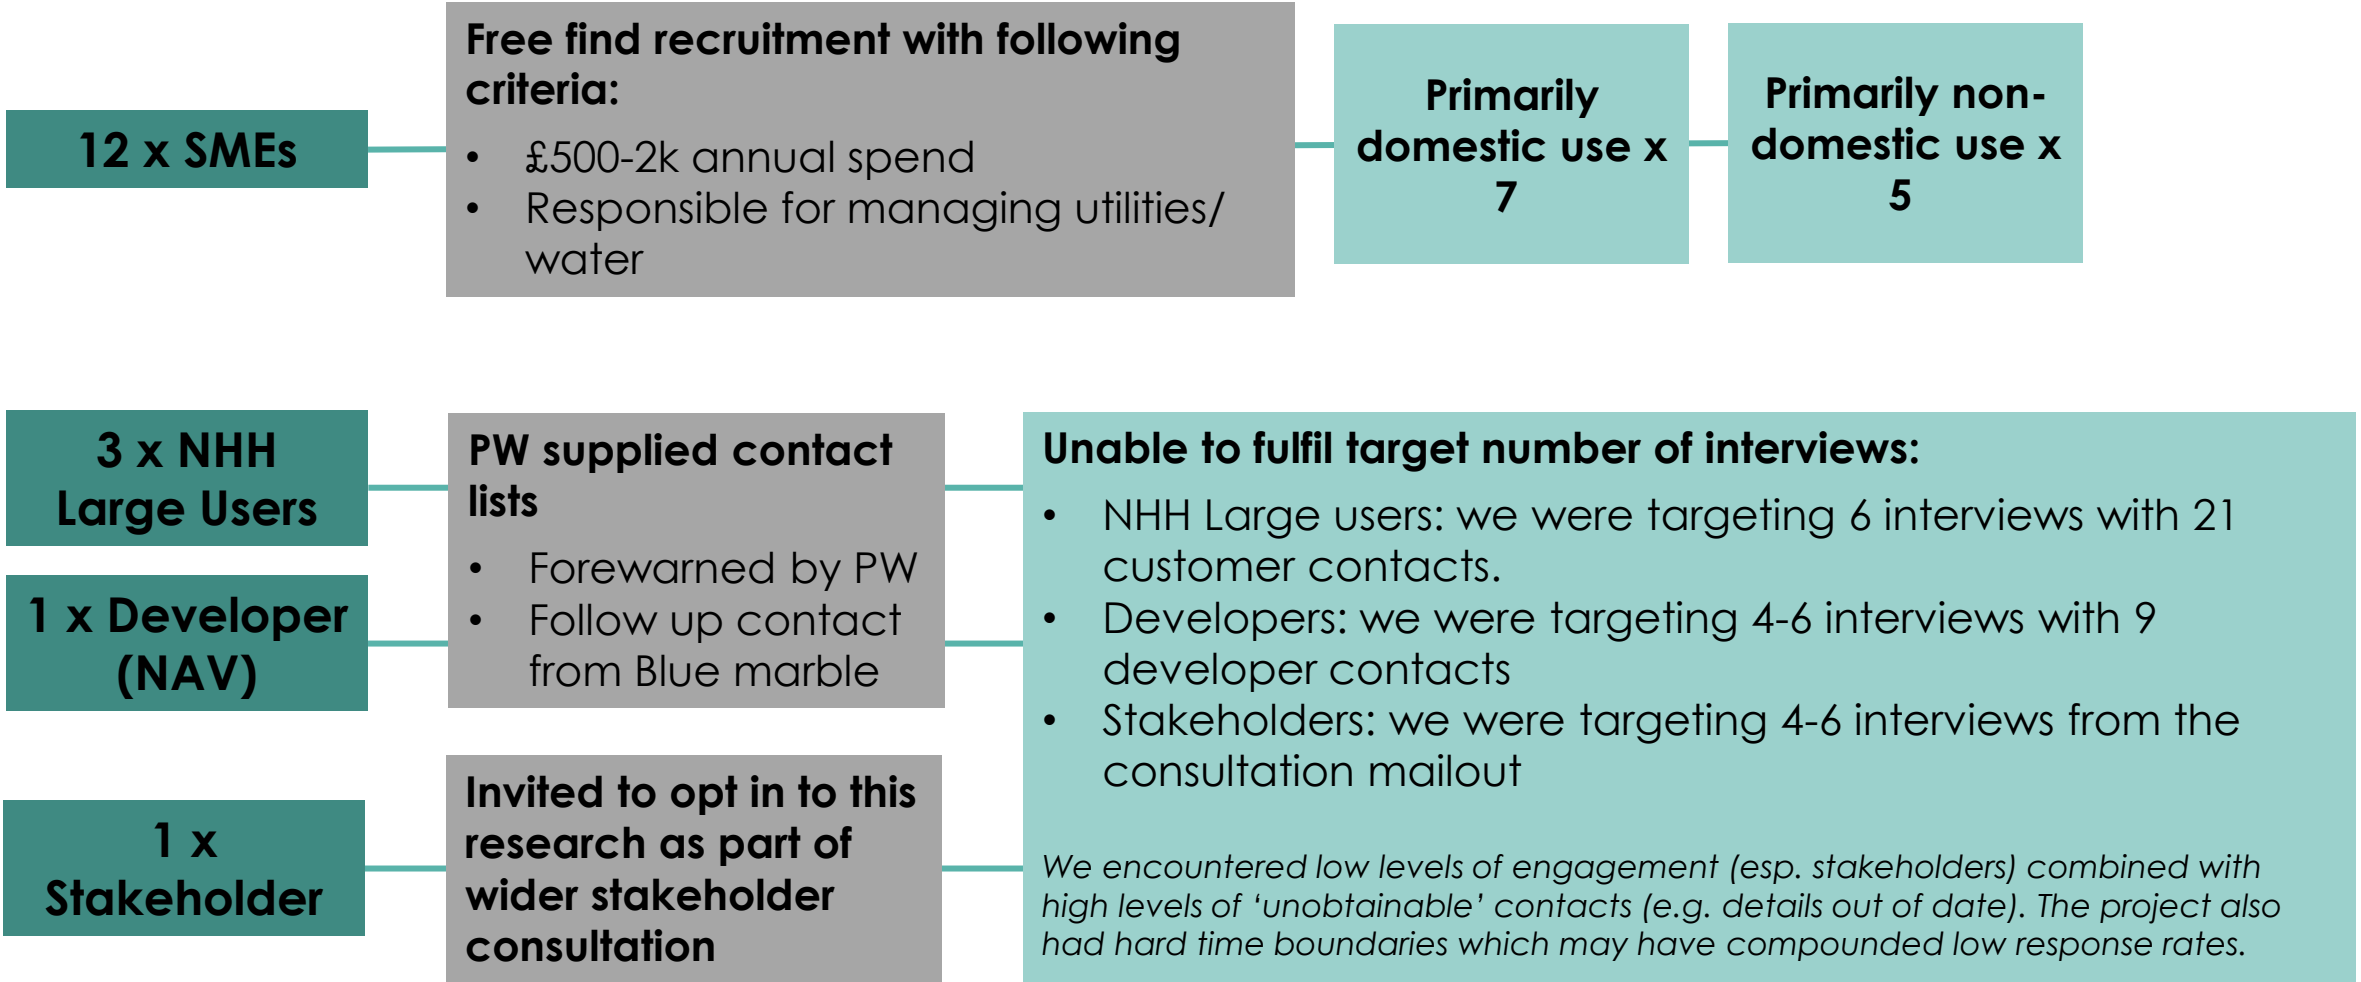 12 x SMEs
Free find recruitment with following
criteria:
• £500-2k annual spend
• Responsible for managing utilities/
water
Primarily
domestic use x
7
Primarily non-
domestic use x
5
3 x NHH
Large Users
1 x Developer
(NAV)
PW supplied contact
lists
• Forewarned by PW
• Follow up contact
from Blue marble
1 x
Stakeholder
Invited to opt in to this
research as part of
wider stakeholder
consultation
Unable to fulfil target number of interviews:
• NHH Large users: we were targeting 6 interviews with 21
customer contacts.
• Developers: we were targeting 4-6 interviews with 9
developer contacts
• Stakeholders: we were targeting 4-6 interviews from the
consultation mailout
We encountered low levels of engagement (esp. stakeholders) combined with
high levels of ‘unobtainable’ contacts (e.g. details out of date). The project also
had hard time boundaries which may have compounded low response rates.